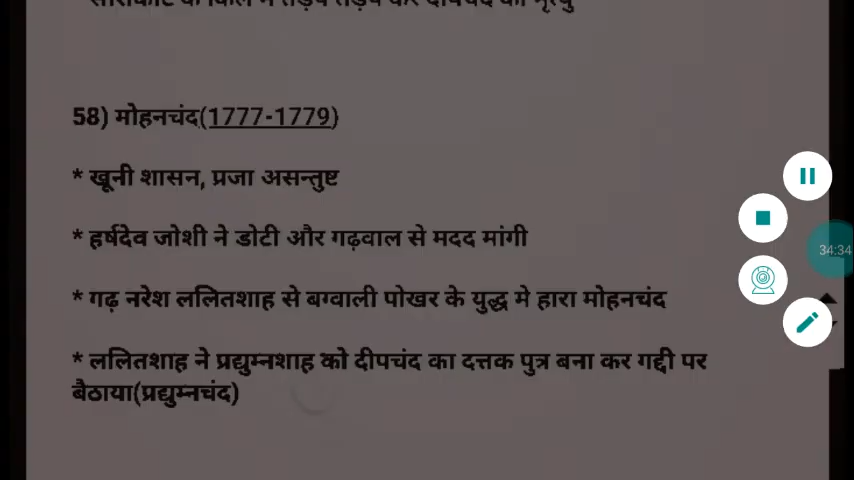 58) मोहनचंद(1777-1779)
* खूनी शासन, प्रजा असन्तुष्ट
* हर्षदेव जोशी ने डोटी और गढ़वाल से मदद मांगी
* गढ़ नरेश ललितशाह से बग्वाली पोखर के युद्ध मे हारा मोहनचंद
* ललितशाह ने प्रद्युम्नशाह को दीपचंद का दत्तक पुत्र बना कर गद्दी पर
बैठाया(प्रद्युम्नचंद)
34:34